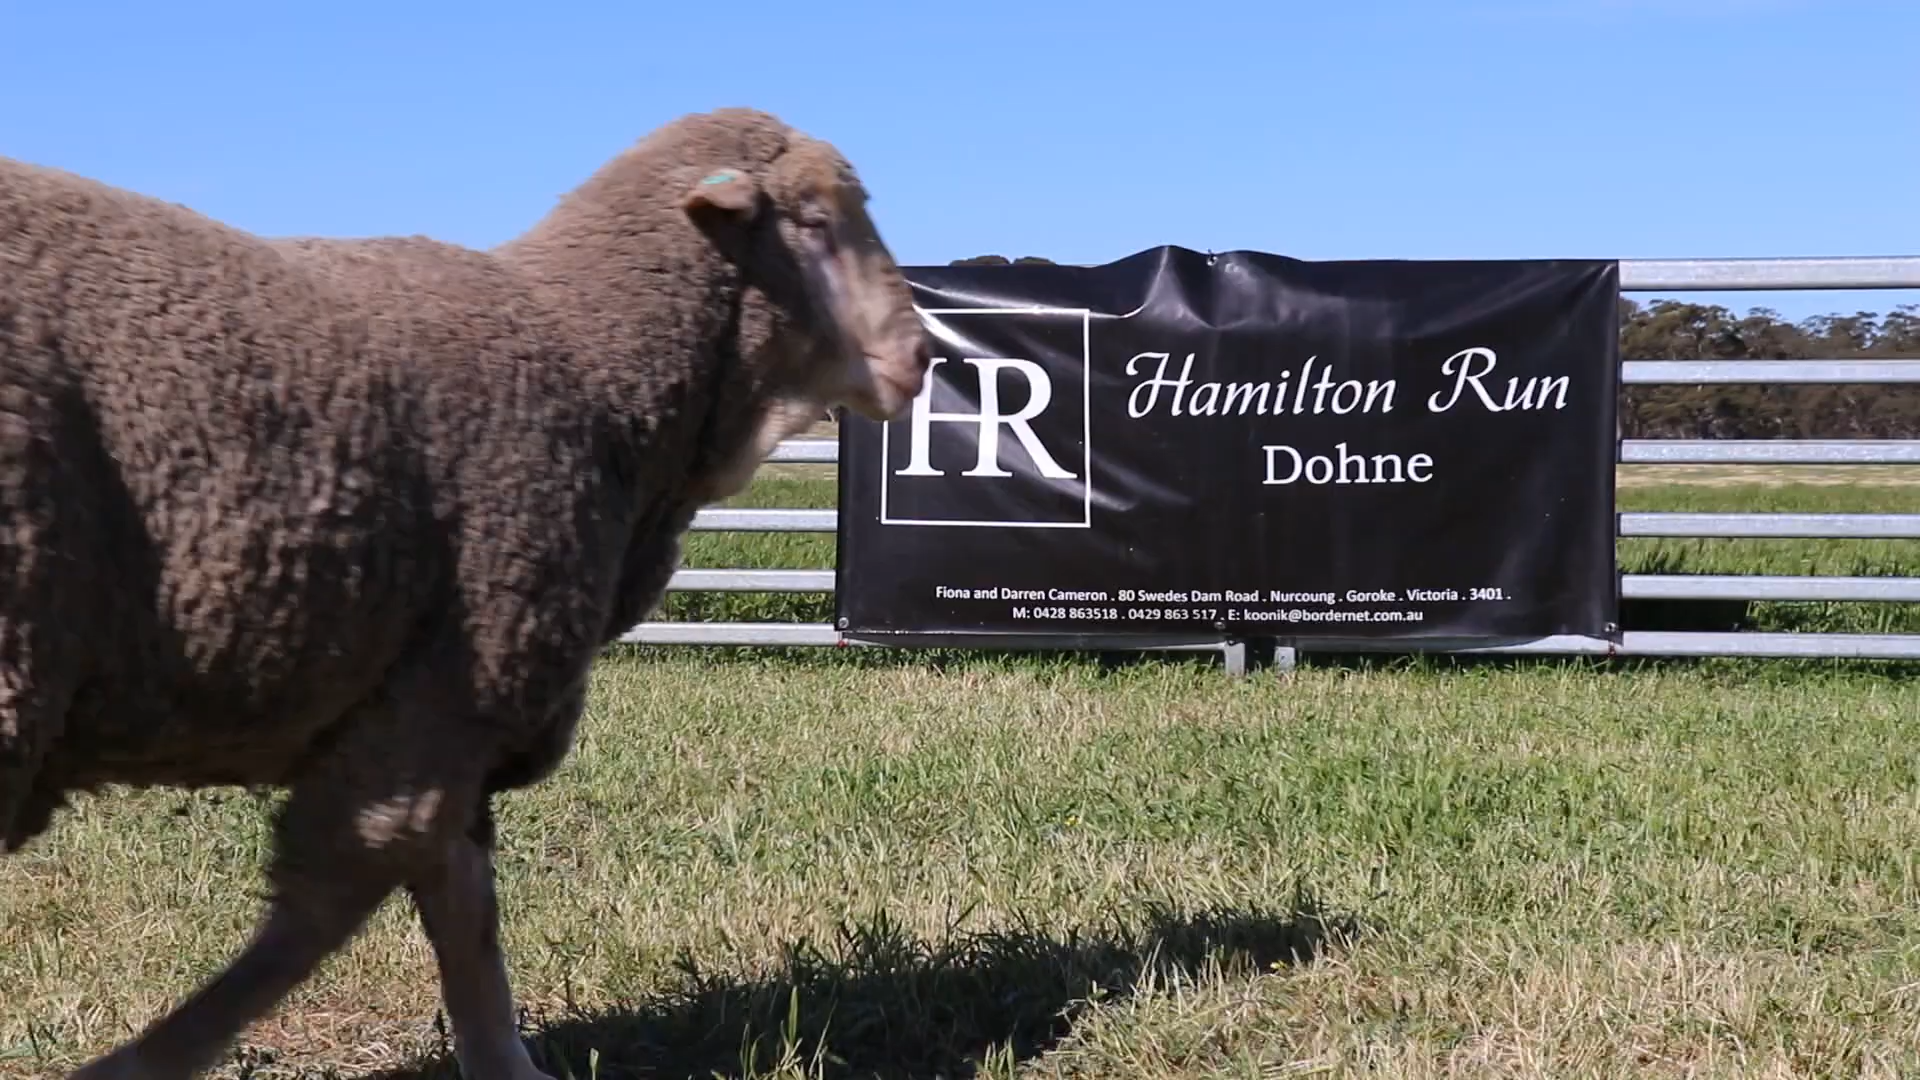 HR
Hamilton Run
Dohne
Fiona and Darren Cameron . 80 Swedes Dam Road . Nurcoung . Goroke . Victoria . 3401 .
M: 0428 863518 . 0429 863 517 . E: koonik@bordernet.com.au